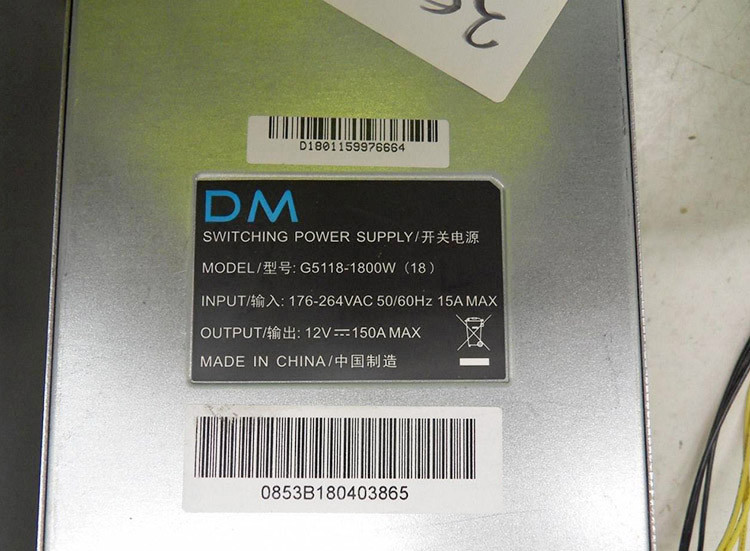 D1801159976664
DM
SWITCHING POWER SUPPLY/开关电源
MODEL/型号: G5118-1800W (18)
INPUT/输入: 176-264VAC 50/60Hz 15A MAX
OUTPUT/输出: 12V⎓150A MAX
MADE IN CHINA/中国制造
0853B180403865